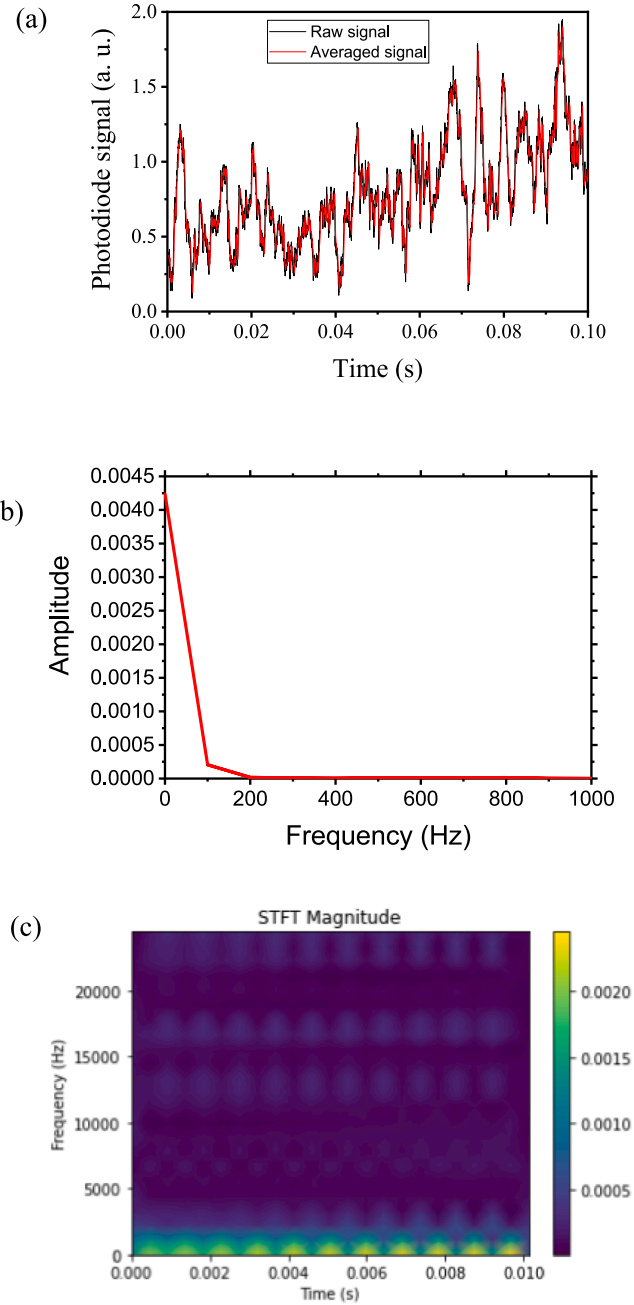 (a)
Raw signal
Averaged signal
Photodiode signal (a. u.)
2.0
1.5
1.0
0.5
0.0
0.00 0.02 0.04 0.06 0.08 0.10
Time (s)
b)
0.0045
0.0040
0.0035
0.0030
0.0025
0.0020
0.0015
0.0010
0.0005
0.0000
Amplitude
0 200 400 600 800 1000
Frequency (Hz)
(c)
STFT Magnitude
Frequency (Hz)
20000
15000
10000
5000
0
0.000 0.002 0.004 0.006 0.008 0.010
Time (s)
0.0020
0.0015
0.0010
0.0005